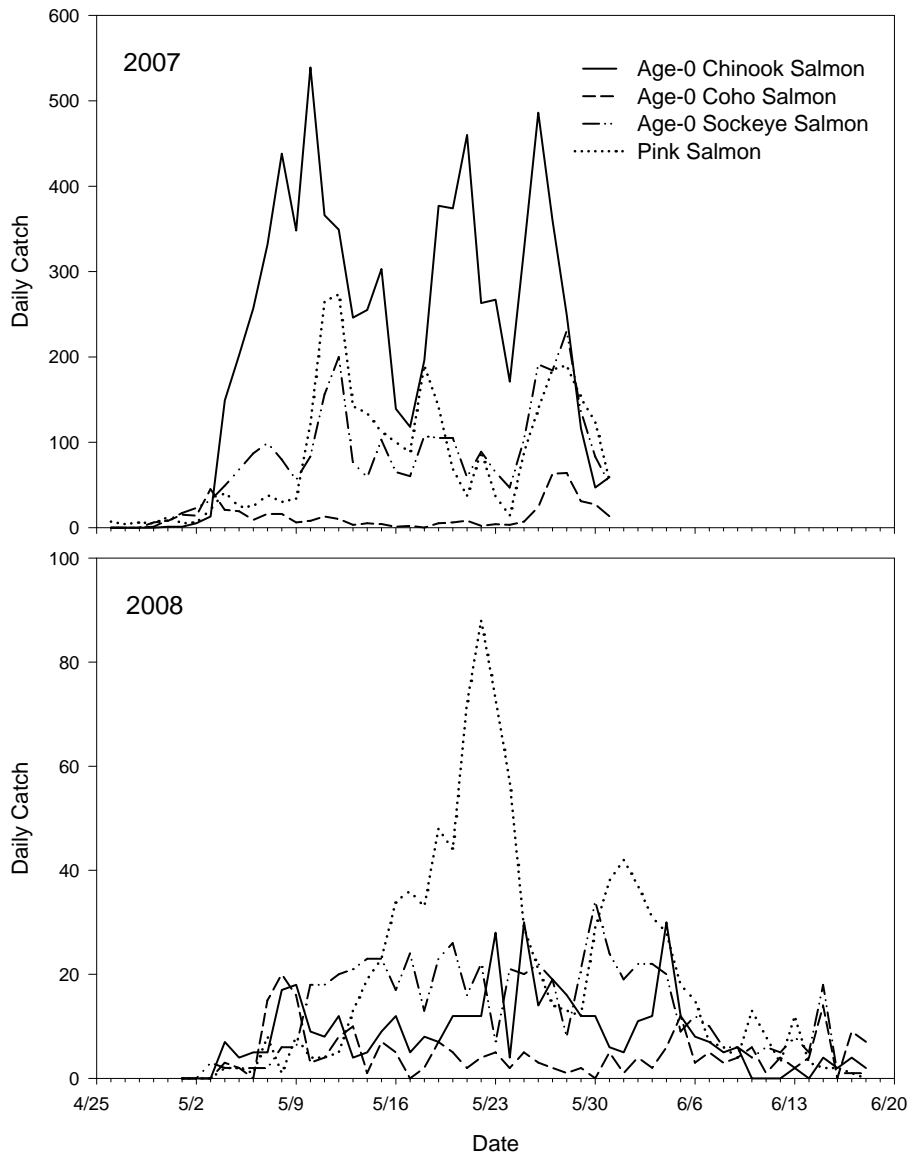 600
2007
Age-0 Chinook Salmon
Age-0 Coho Salmon
Age-0 Sockeye Salmon
Pink Salmon
500
400
300
200
100
0
Daily Catch
100
2008
80
60
40
20
0
Daily Catch
4/25 5/2 5/9 5/16 5/23 5/30 6/6 6/13 6/20
Date